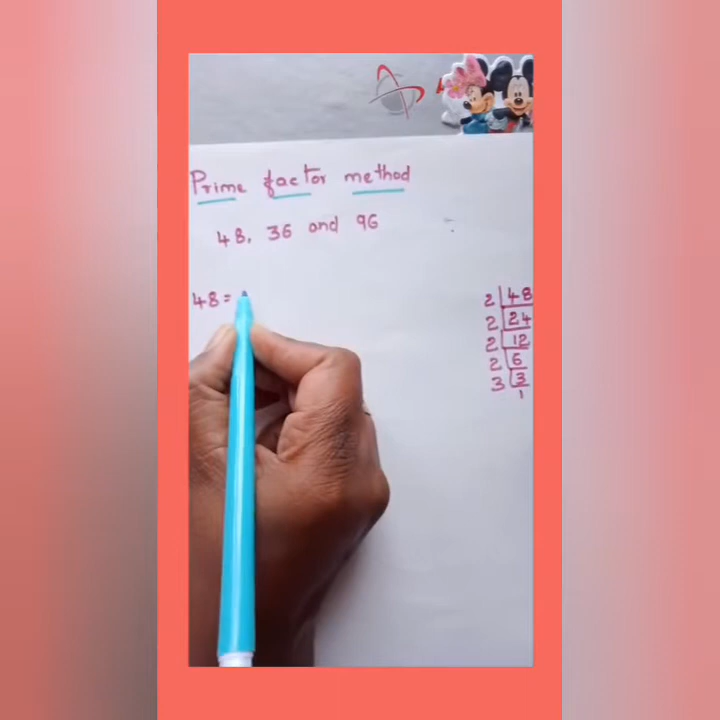 Prime factor method
48, 36 and 96
48 =
2 | 48
2 | 24
2 | 12
2 | 6
3 | 3
1